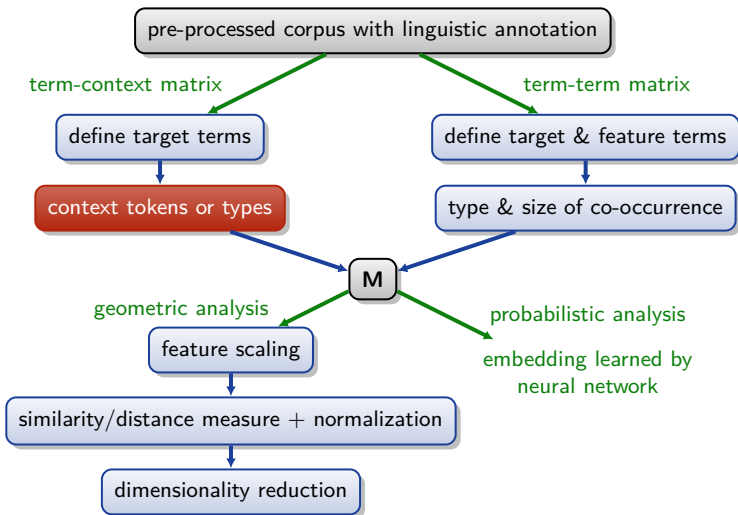 pre-processed corpus with linguistic annotation
term-context matrix
term-term matrix
define target terms
define target & feature terms
context tokens or types
type & size of co-occurrence
M
geometric analysis
probabilistic analysis
feature scaling
embedding learned by
neural network
similarity/distance measure + normalization
dimensionality reduction